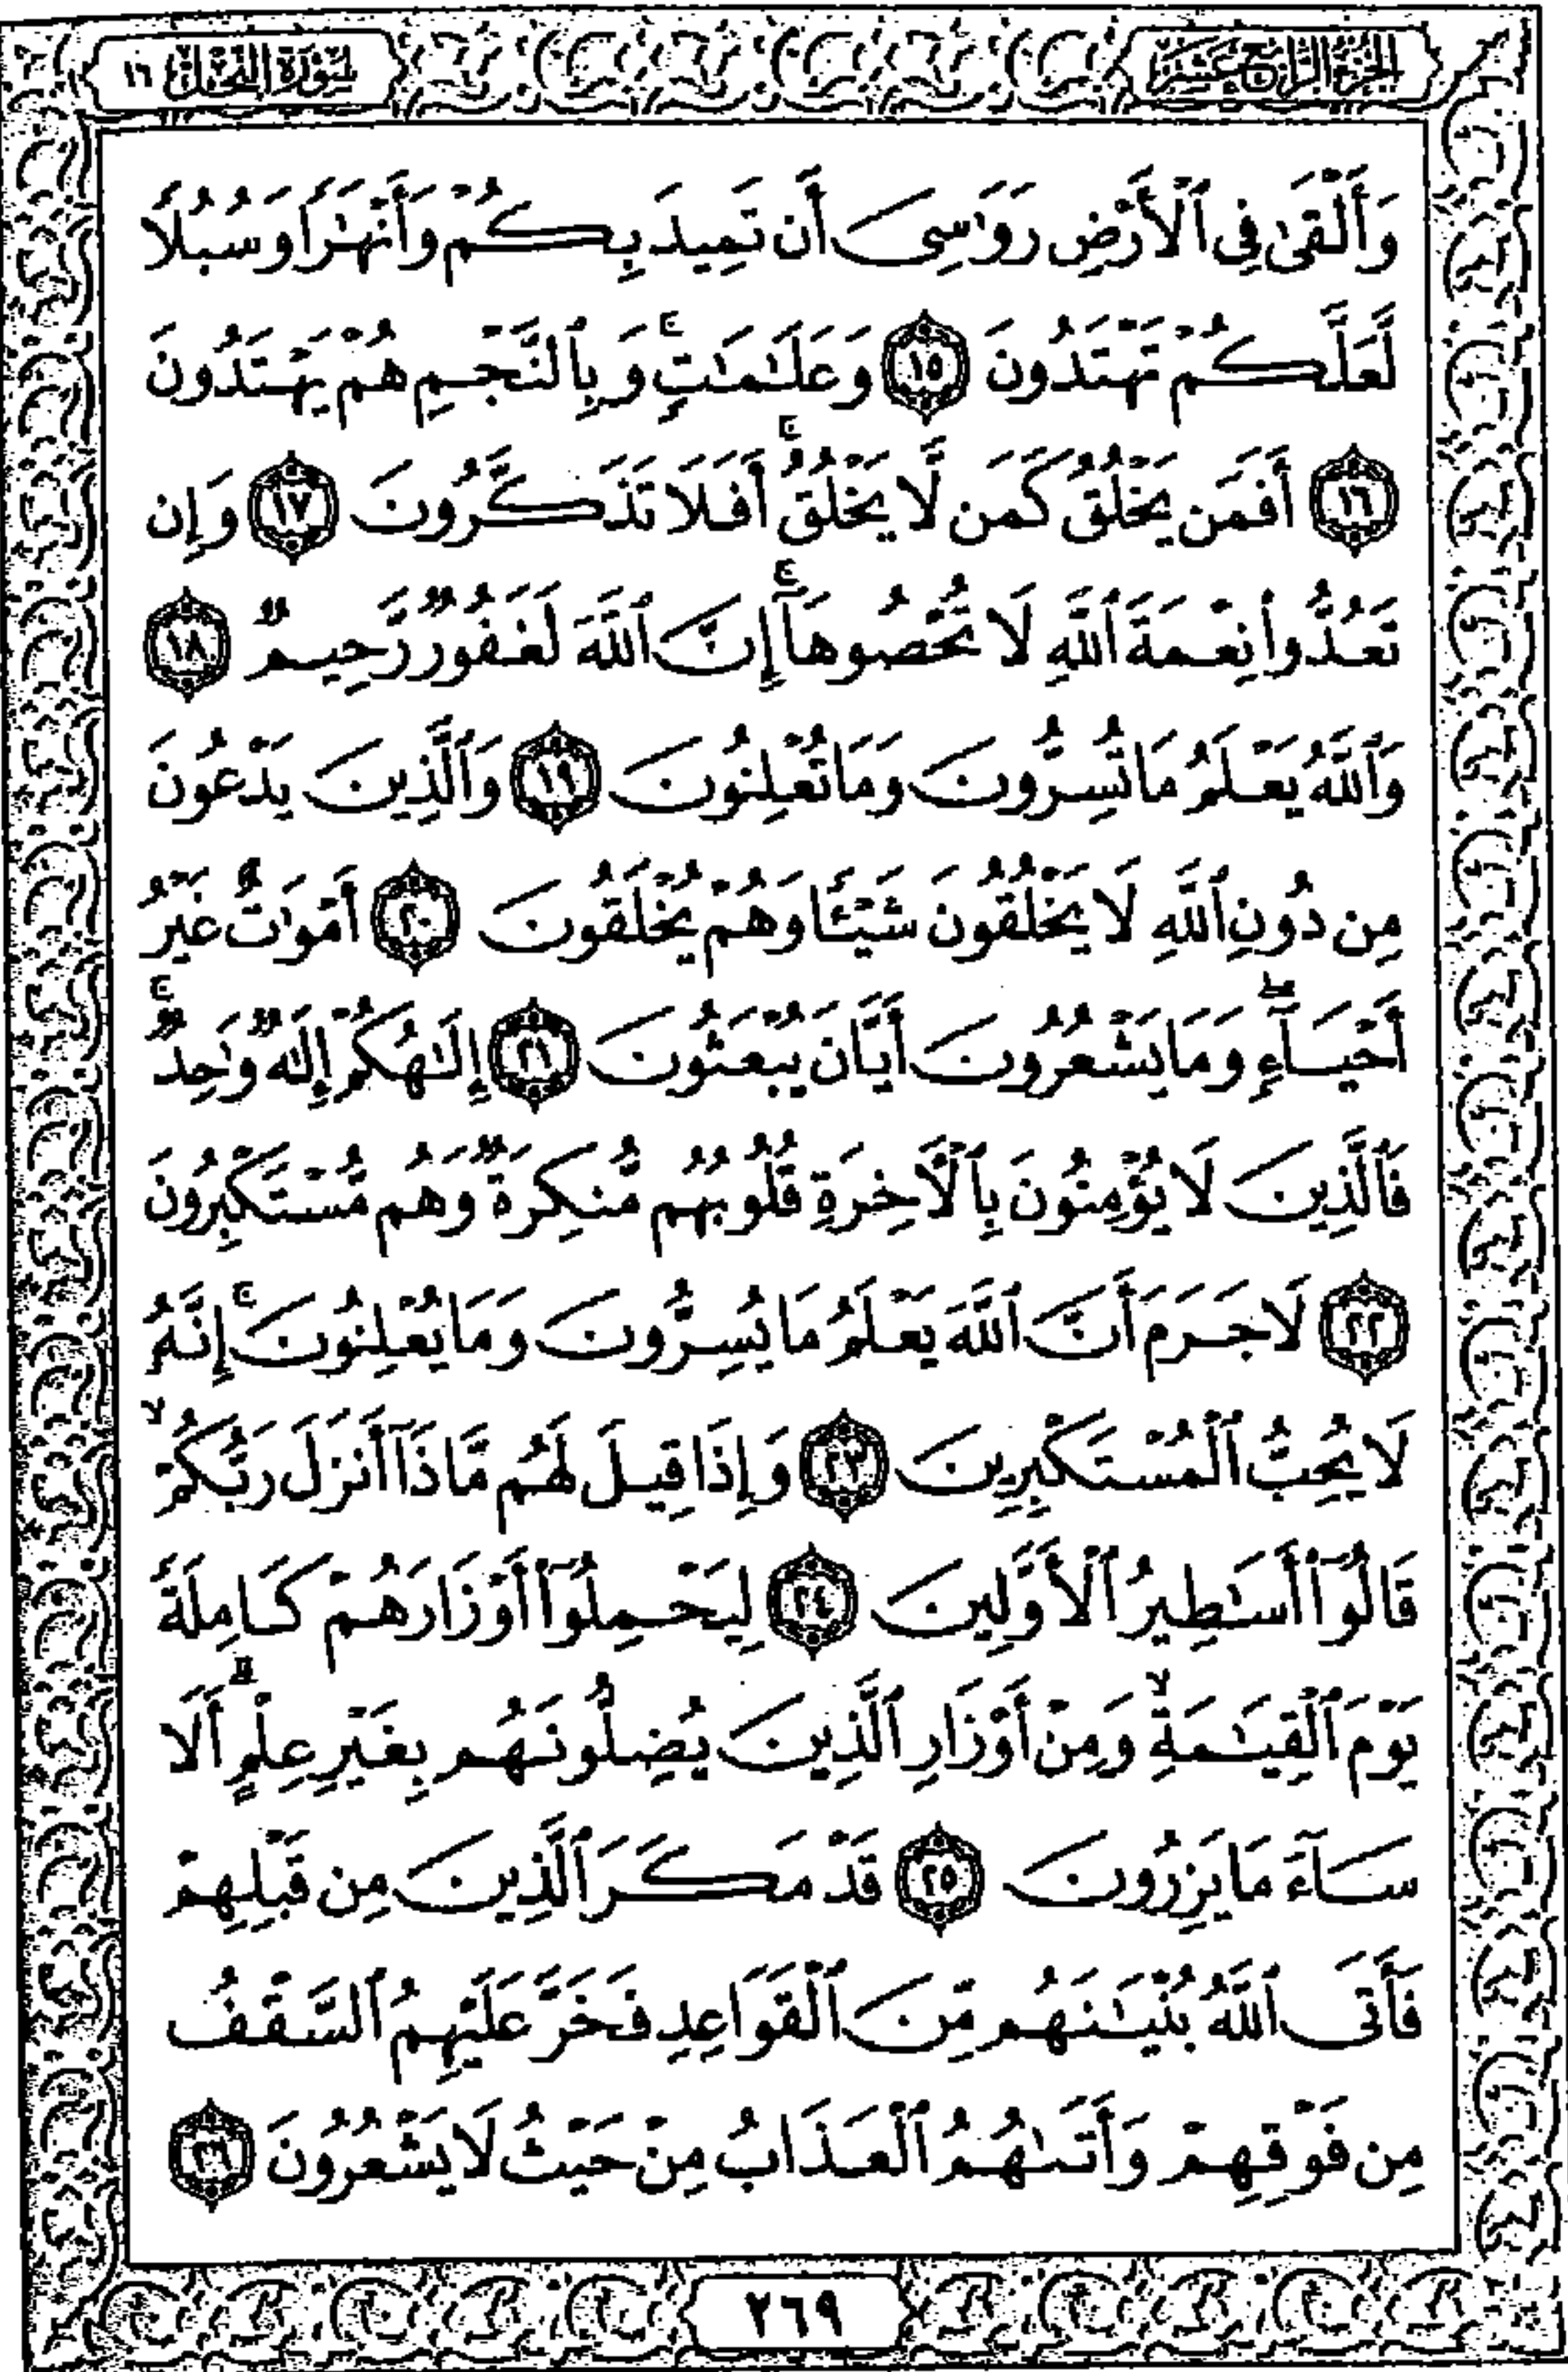 الجزء الرابع عشر
سورة النحل ١٦
وَأَلْقَىٰ فِي ٱلْأَرْضِ رَوَٰسِىَ أَن تَمِيدَ بِكُمْ وَأَنْهَٰرًا وَسُبُلًا
لَّعَلَّكُمْ تَهْتَدُونَ ١٥ وَعَلَٰمَٰتٍۚ وَبِٱلنَّجْمِ هُمْ يَهْتَدُونَ
١٦ أَفَمَن يَخْلُقُ كَمَن لَّا يَخْلُقُۚ أَفَلَا تَذَكَّرُونَ ١٧ وَإِن
تَعُدُّوا۟ نِعْمَةَ ٱللَّهِ لَا تُحْصُوهَآۚ إِنَّ ٱللَّهَ لَغَفُورٌ رَّحِيمٌ ١٨
وَٱللَّهُ يَعْلَمُ مَا تُسِرُّونَ وَمَا تُعْلِنُونَ ١٩ وَٱلَّذِينَ يَدْعُونَ
مِن دُونِ ٱللَّهِ لَا يَخْلُقُونَ شَيْـًٔا وَهُمْ يُخْلَقُونَ ٢٠ أَمْوَٰتٌ غَيْرُ
أَحْيَآءٍۖ وَمَا يَشْعُرُونَ أَيَّانَ يُبْعَثُونَ ٢١ إِلَٰهُكُمْ إِلَٰهٌ وَٰحِدٌۚ
فَٱلَّذِينَ لَا يُؤْمِنُونَ بِٱلْأَخِرَةِ قُلُوبُهُم مُّنكِرَةٌ وَهُم مُّسْتَكْبِرُونَ
٢٢ لَا جَرَمَ أَنَّ ٱللَّهَ يَعْلَمُ مَا يُسِرُّونَ وَمَا يُعْلِنُونَۚ إِنَّهُۥ
لَا يُحِبُّ ٱلْمُسْتَكْبِرِينَ ٢٣ وَإِذَا قِيلَ لَهُم مَّاذَآ أَنزَلَ رَبُّكُمْۙ
قَالُوٓا۟ أَسَٰطِيرُ ٱلْأَوَّلِينَ ٢٤ لِيَحْمِلُوٓا۟ أَوْزَارَهُمْ كَامِلَةً
يَوْمَ ٱلْقِيَٰمَةِۙ وَمِنْ أَوْزَارِ ٱلَّذِينَ يُضِلُّونَهُم بِغَيْرِ عِلْمٍۗ أَلَا
سَآءَ مَا يَزِرُونَ ٢٥ قَدْ مَكَرَ ٱلَّذِينَ مِن قَبْلِهِمْ
فَأَتَى ٱللَّهُ بُنْيَٰنَهُم مِّنَ ٱلْقَوَاعِدِ فَخَرَّ عَلَيْهِمُ ٱلسَّقْفُ
مِن فَوْقِهِمْ وَأَتَىٰهُمُ ٱلْعَذَابُ مِنْ حَيْثُ لَا يَشْعُرُونَ ٢٦
٢٦٩